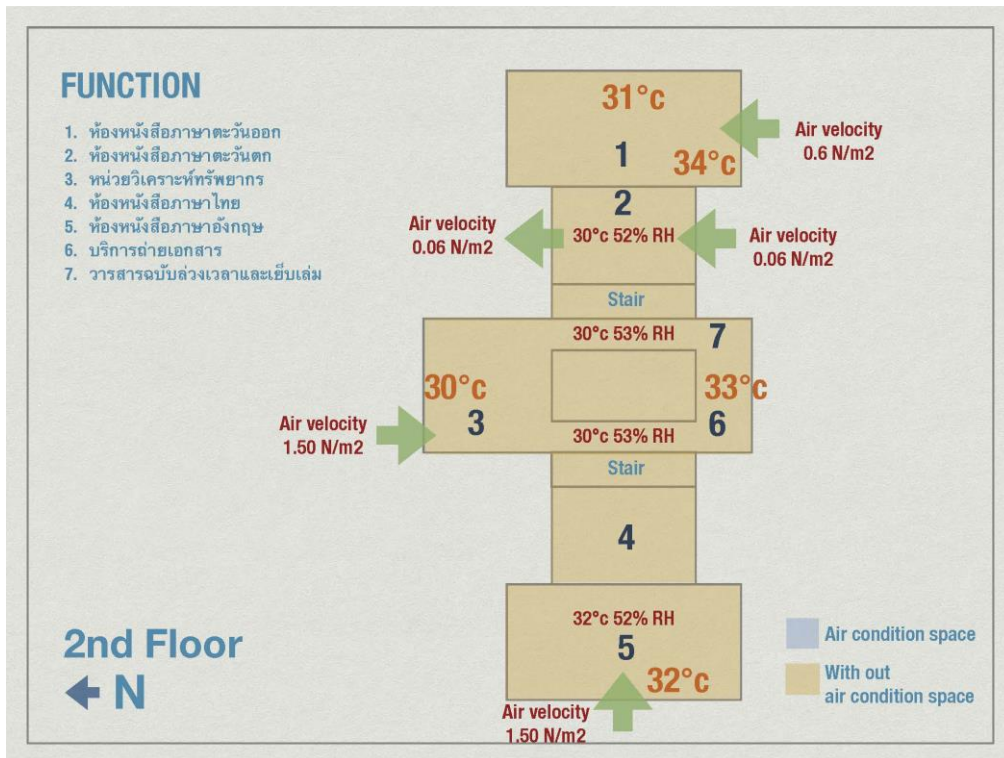 FUNCTION
1. ห้องหนังสือภาษาตะวันออก
2. ห้องหนังสือภาษาตะวันตก
3. หน่วยวิเคราะห์ทรัพยากร
4. ห้องหนังสือภาษาไทย
5. ห้องหนังสือภาษาอังกฤษ
6. บริการถ่ายเอกสาร
7. วารสารฉบับล่วงเวลาและเย็บเล่ม
31°c
1
34°c
Air velocity
0.6 N/m2
2
Air velocity
0.06 N/m2
30°c 52% RH
Air velocity
0.06 N/m2
Stair
30°c 53% RH
7
30°c
33°c
3
6
Air velocity
1.50 N/m2
30°c 53% RH
Stair
4
32°c 52% RH
5
32°c
Air velocity
1.50 N/m2
2nd Floor
N
Air condition space
With out
air condition space